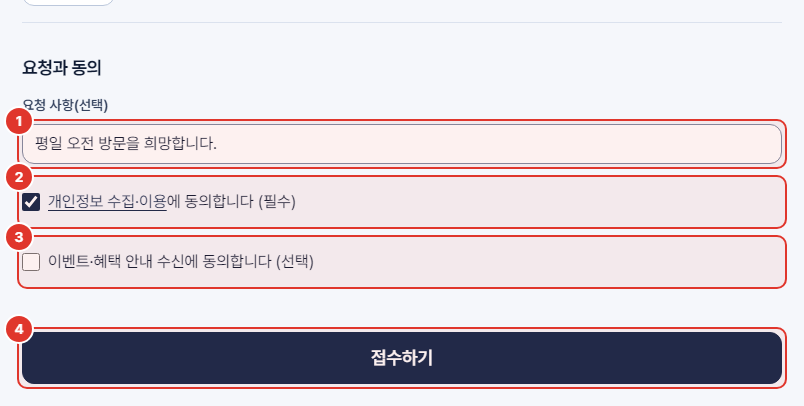 요청과 동의
요청 사항(선택)
1
평일 오전 방문을 희망합니다.
2
개인정보 수집·이용에 동의합니다 (필수)
3
이벤트·혜택 안내 수신에 동의합니다 (선택)
4
접수하기